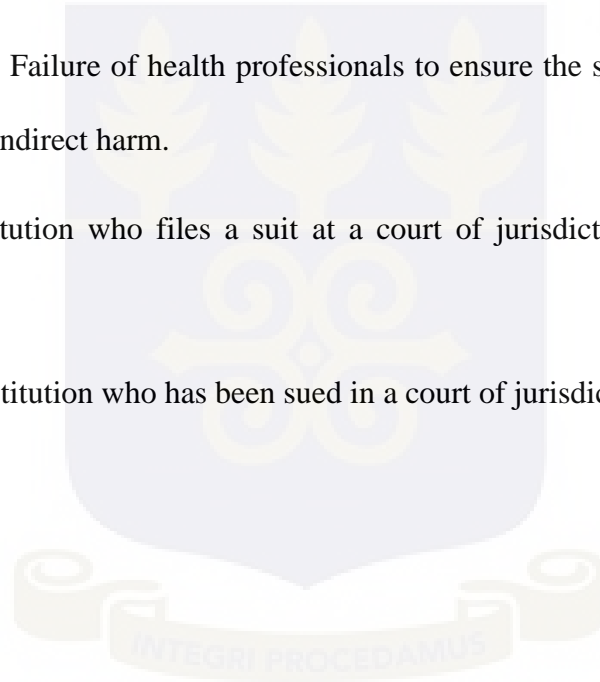 Failure of health professionals to ensure the s
ndirect harm.
tution who files a suit at a court of jurisdict
titution who has been sued in a court of jurisdic
INTEGRI PROCEDAMUS